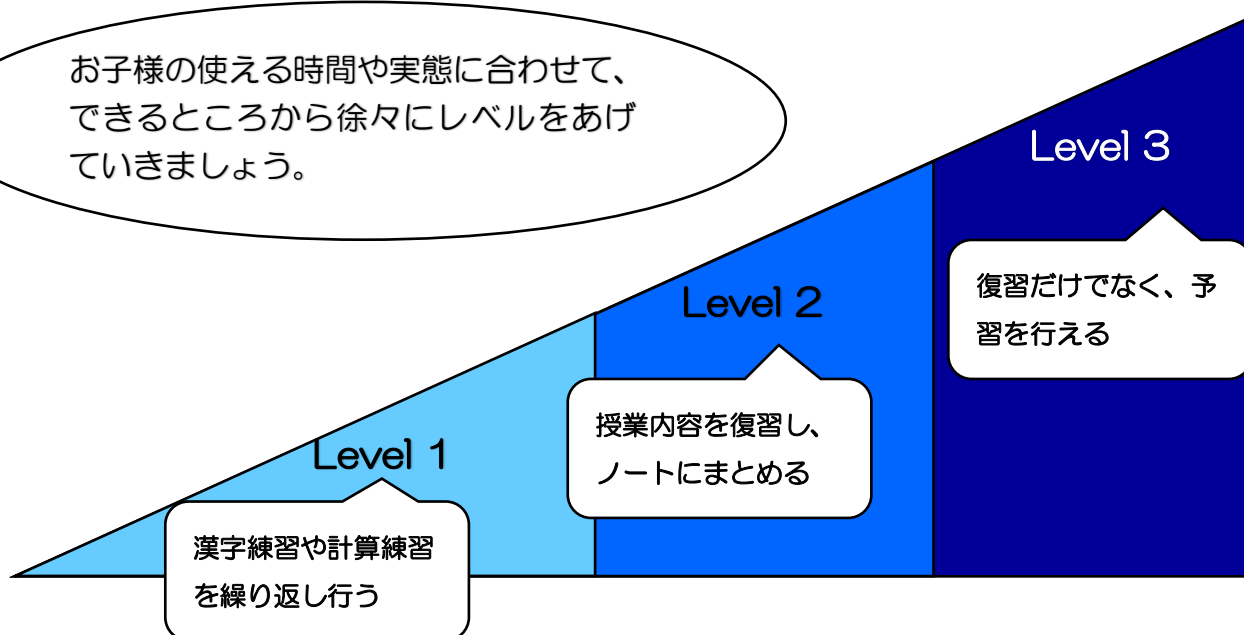 お子様の使える時間や実態に合わせて、
できるところから徐々にレベルをあげ
ていきましょう。
Level 3
復習だけでなく、予
習を行える
Level 2
授業内容を復習し、
ノートにまとめる
Level 1
漢字練習や計算練習
を繰り返し行う